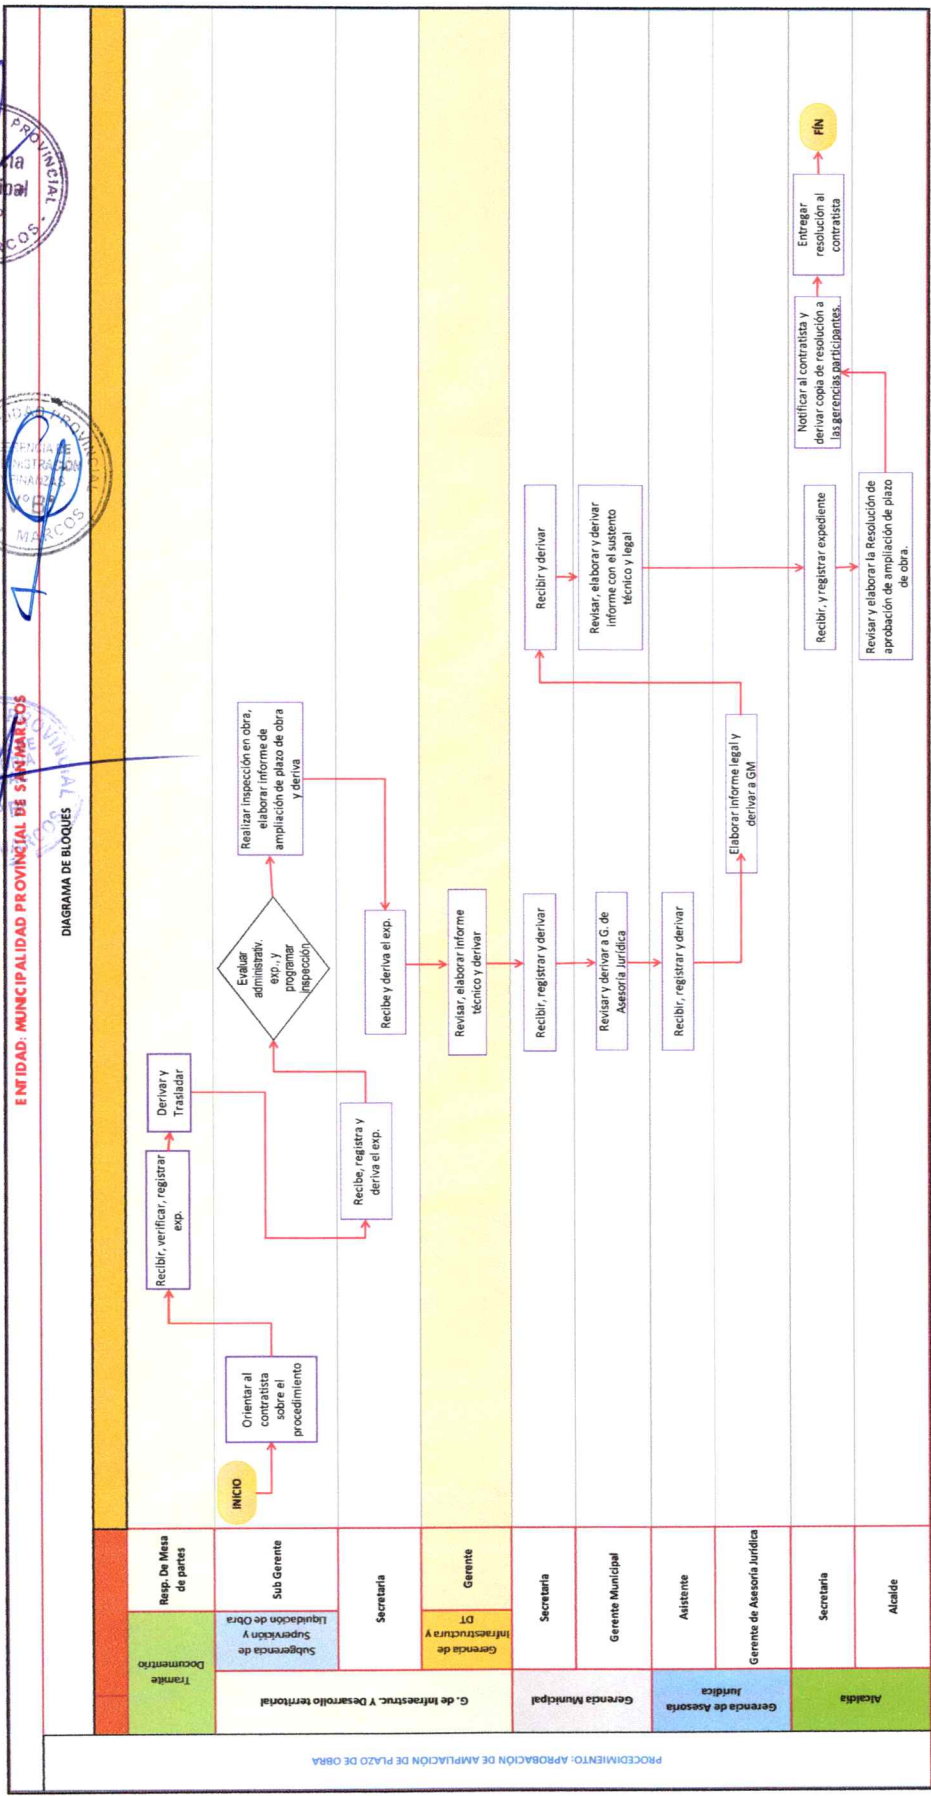 ENTIDAD: MUNICIPALIDAD PROVINCIAL DE SAN MARCOS
DIAGRAMA DE BLOQUES
PROCEDIMIENTO: APROBACIÓN DE AMPLIACIÓN DE PLAZO DE OBRA
Tramite
Documentrio
Resp. De Mesa
de partes
Recibir, verificar, registrar
exp.
Derivar y
Trasladar
G. de Infraestruc. Y Desarrollo territorial
Subgerencia de
Supervisión y
Liquidación de Obra
Sub Gerente
INICIO
Orientar al
contratista
sobre el
procedimiento
Evaluar
administrativ.
exp., y
programar
inspección
Realizar inspección en obra,
elaborar informe de
ampliación de plazo de obra
y deriva
Secretaria
Recibe, registra y
deriva el exp.
Recibe y deriva el exp.
Gerencia de
Infraestructura y
DT
Gerente
Revisar, elaborar informe
técnico y derivar
Gerencia Municipal
Secretaria
Recibir, registrar y derivar
Recibir y derivar
Gerente Municipal
Revisar y derivar a G. de
Asesoría Jurídica
Revisar, elaborar y derivar
informe con el sustento
técnico y legal
Gerencia de Asesoría
Jurídica
Asistente
Recibir, registrar y derivar
Gerente de Asesoría Jurídica
Elaborar informe legal y
derivar a GM
Alcaldía
Secretaria
Recibir, y registrar expediente
Notificar al contratista y
derivar copia de resolución a
las gerencias participantes.
Entregar
resolución al
contratista
FÍN
Alcalde
Revisar y elaborar la Resolución de
aprobación de ampliación de plazo
de obra.
PROVINCIAL
MARCOS
PROVINCIAL
PROVINCIAL